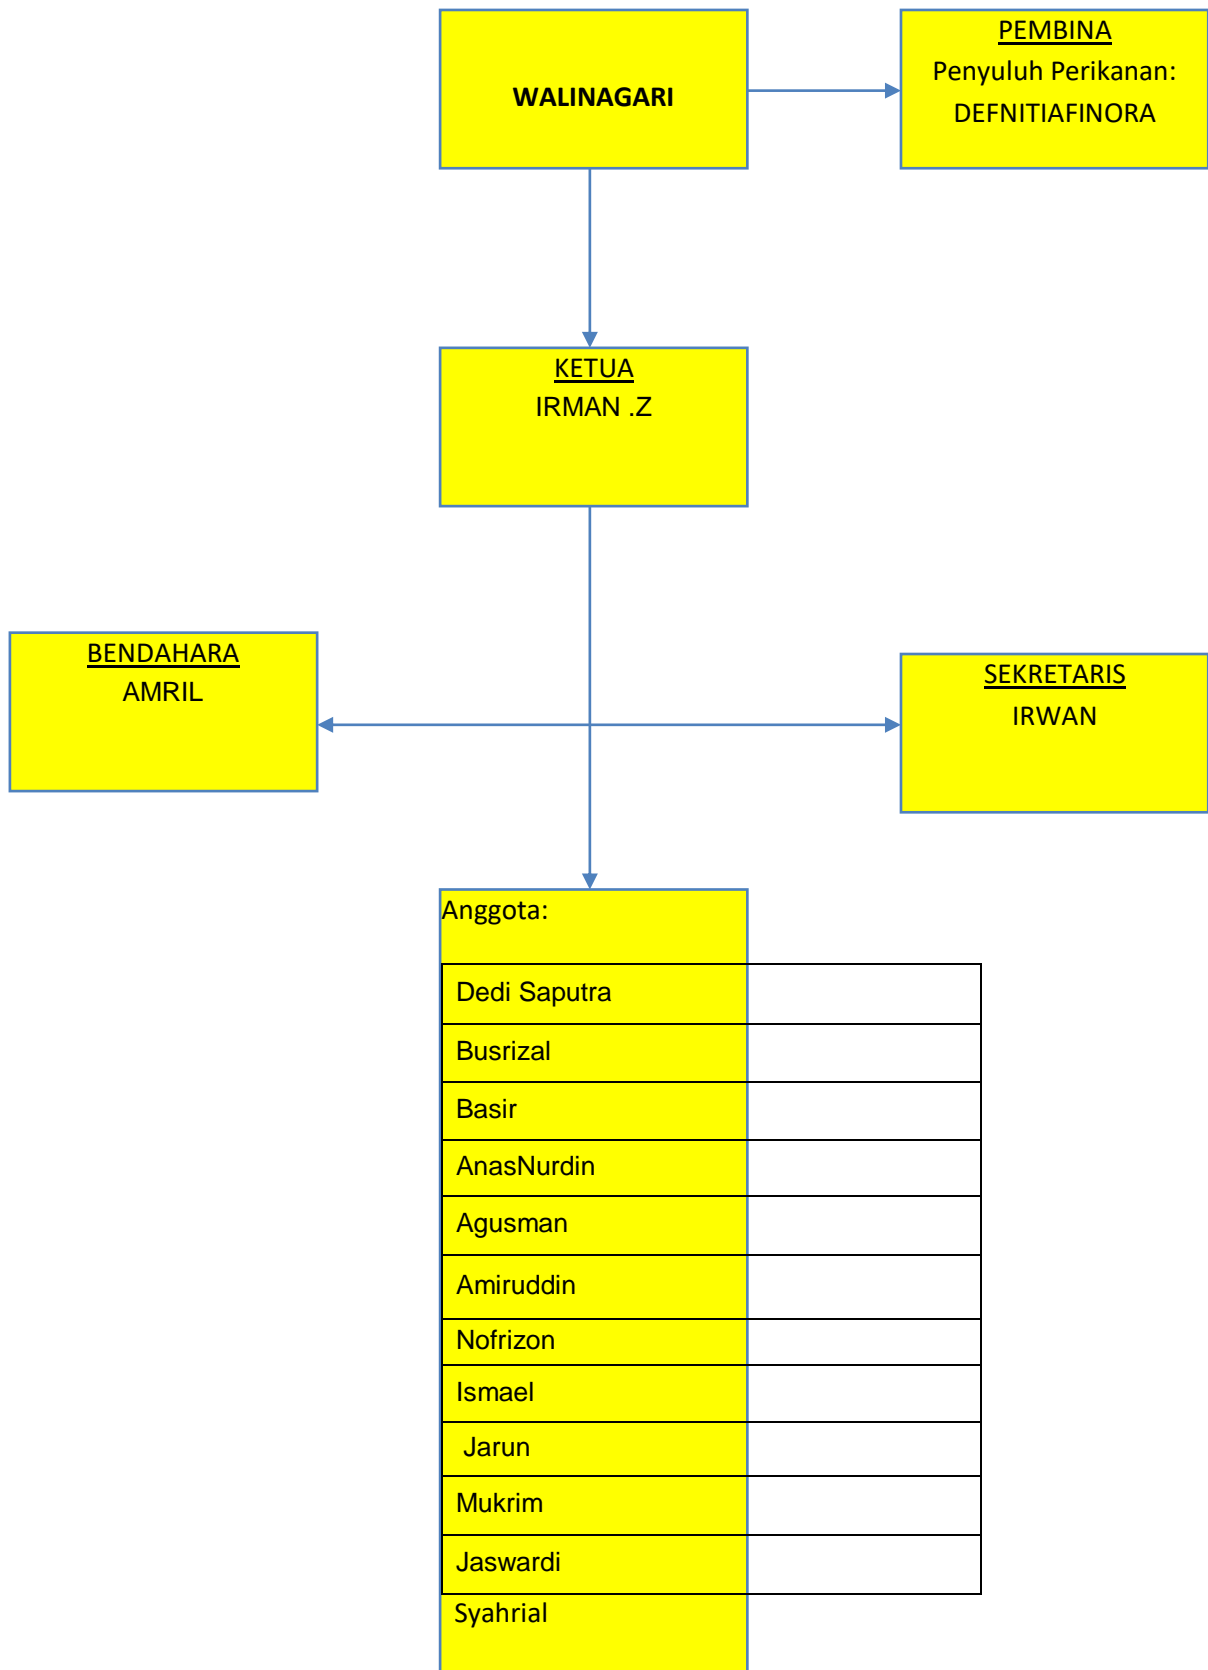 WALINAGARI
PEMBINA
Penyuluh Perikanan:
DEFNITIAFINORA
KETUA
IRMAN .Z
BENDAHARA
AMRIL
SEKRETARIS
IRWAN
Anggota:
Dedi Saputra
Busrizal
Basir
AnasNurdin
Agusman
Amiruddin
Nofrizon
Ismael
Jarun
Mukrim
Jaswardi
Syahrial